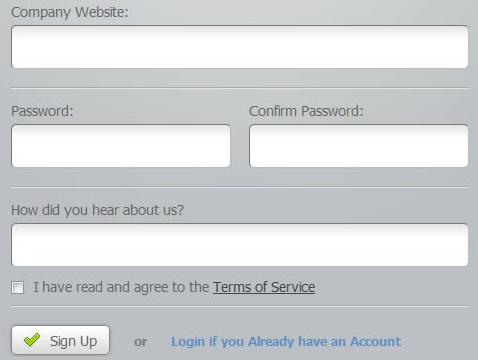 Company Website:
Password:
Confirm Password:
How did you hear about us?
I have read and agree to the Terms of Service
Sign Up or Login if you Already have an Account